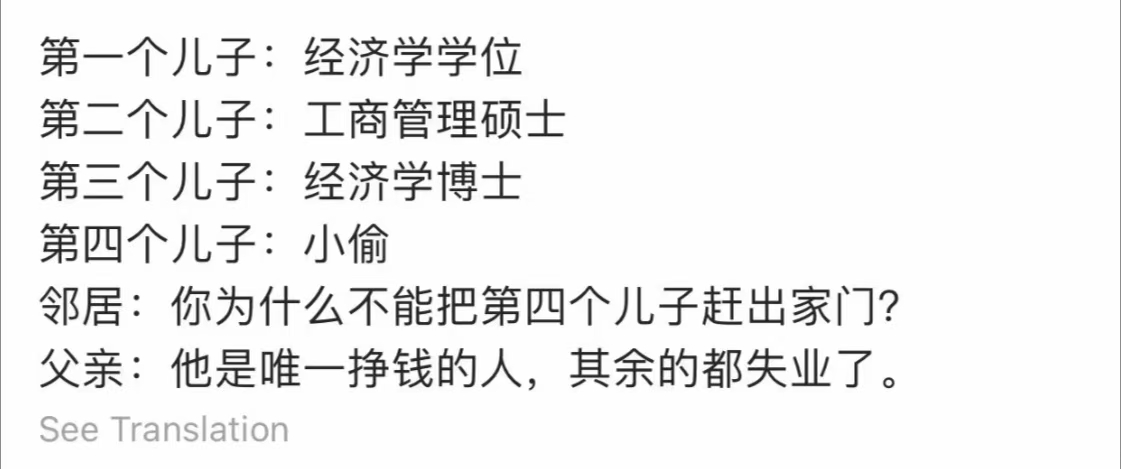 第一个儿子：经济学学位
第二个儿子：工商管理硕士
第三个儿子：经济学博士
第四个儿子：小偷
邻居：你为什么不能把第四个儿子赶出家门？
父亲：他是唯一挣钱的人，其余的都失业了。
See Translation